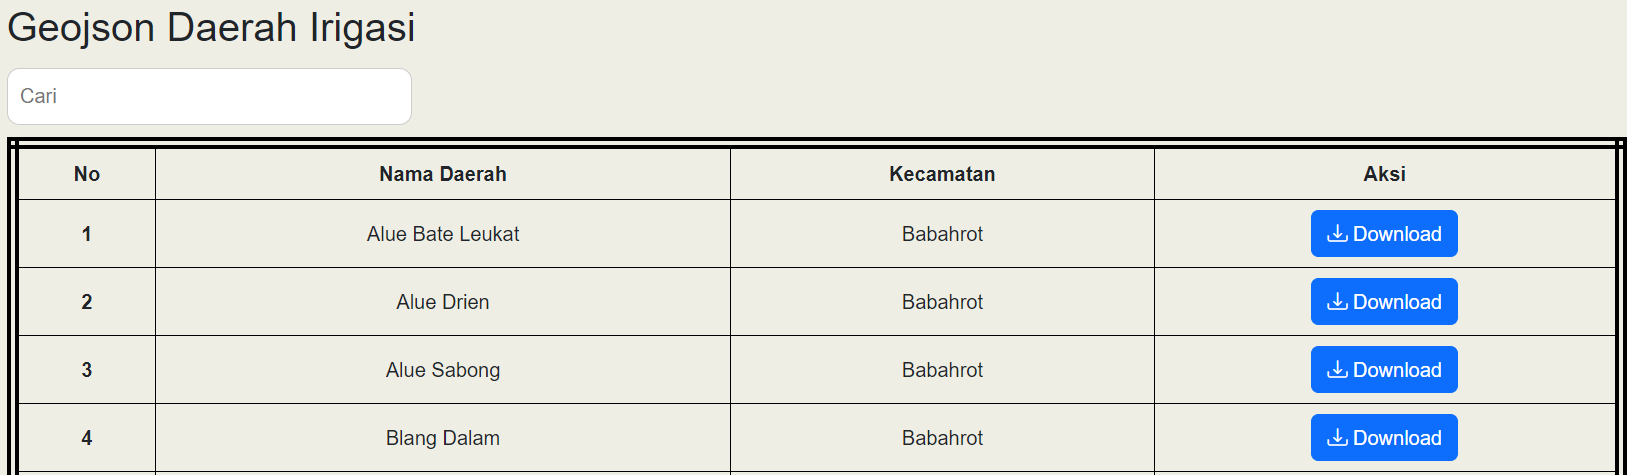 Geojson Daerah Irigasi
Cari
No Nama Daerah Kecamatan Aksi
1 Alue Bate Leukat Babahrot Download
2 Alue Drien Babahrot Download
3 Alue Sabong Babahrot Download
4 Blang Dalam Babahrot Download